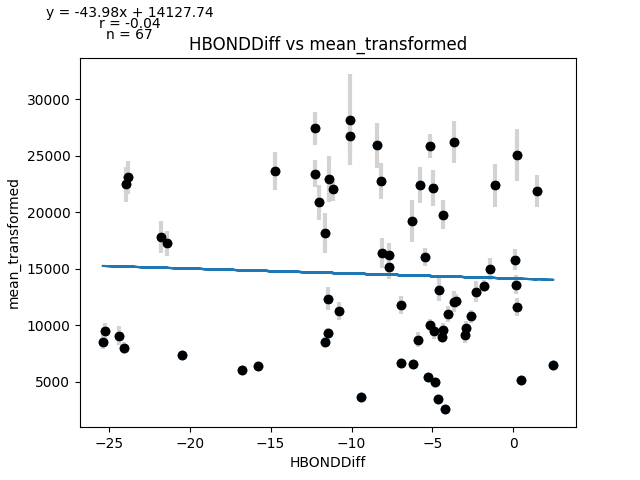 y = -43.98x + 14127.74
r = -0.04
n = 67
HBONDDiff vs mean_transformed
30000
25000
20000
15000
10000
5000
mean_transformed
−25 −20 −15 −10 −5 0
HBONDDiff